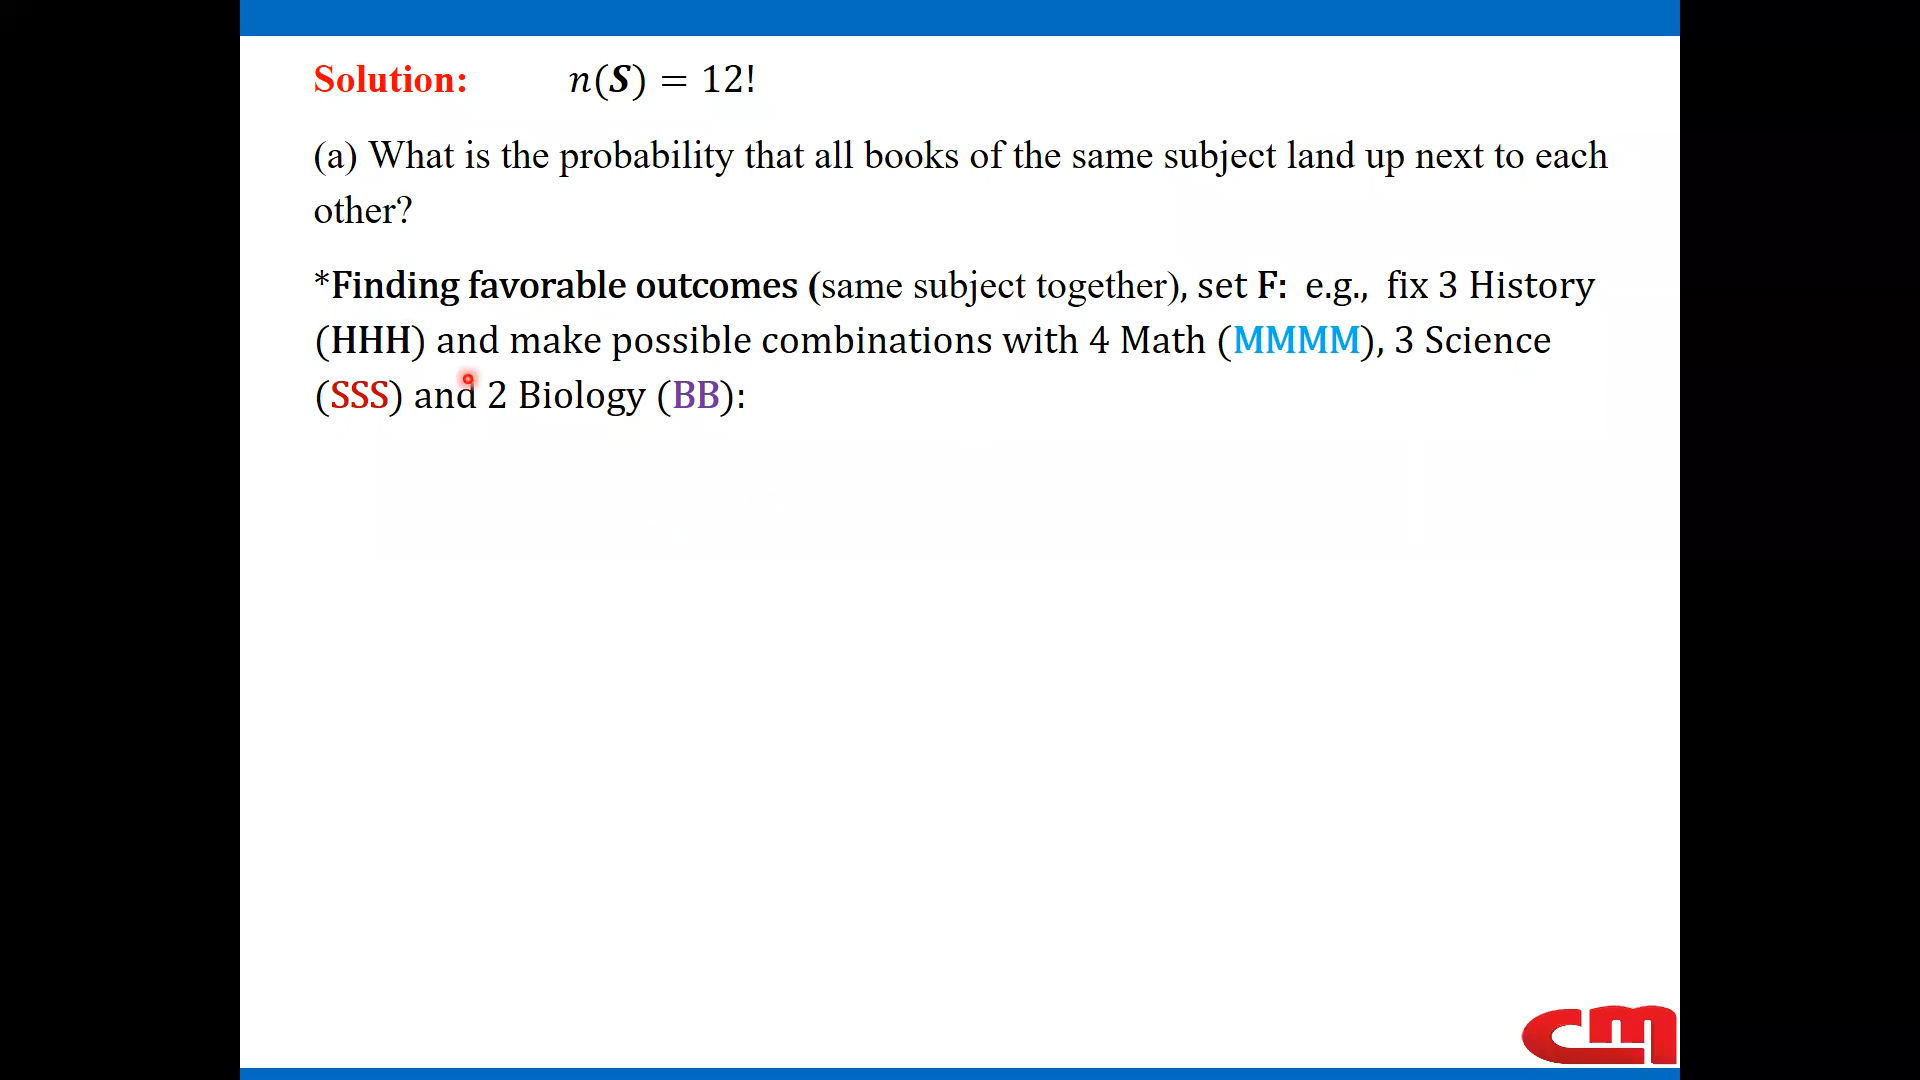 Solution: n(S) = 12!
(a) What is the probability that all books of the same subject land up next to each
other?
*Finding favorable outcomes (same subject together), set F: e.g., fix 3 History
(HHH) and make possible combinations with 4 Math (MMMM), 3 Science
(SSS) and 2 Biology (BB):
cm